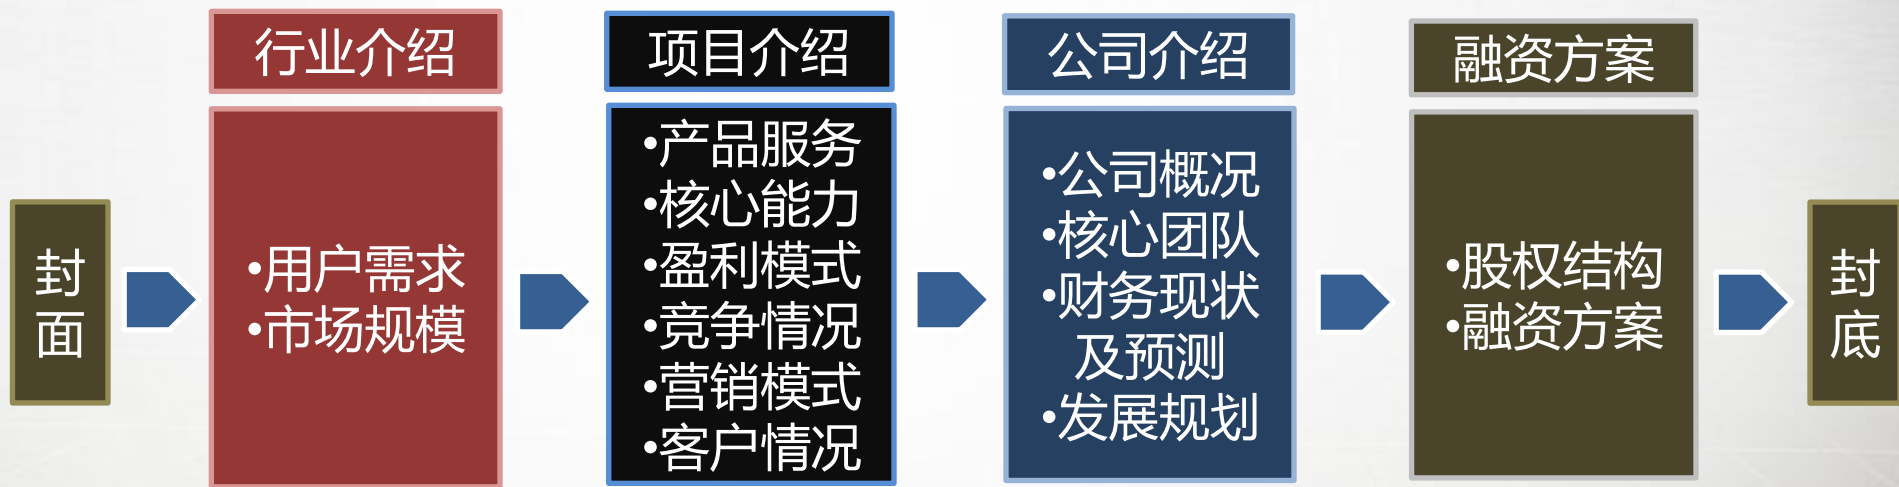 封
面
行业介绍
•用户需求
•市场规模
项目介绍
•产品服务
•核心能力
•盈利模式
•竞争情况
•营销模式
•客户情况
公司介绍
•公司概况
•核心团队
•财务现状
及预测
•发展规划
融资方案
•股权结构
•融资方案
封
底